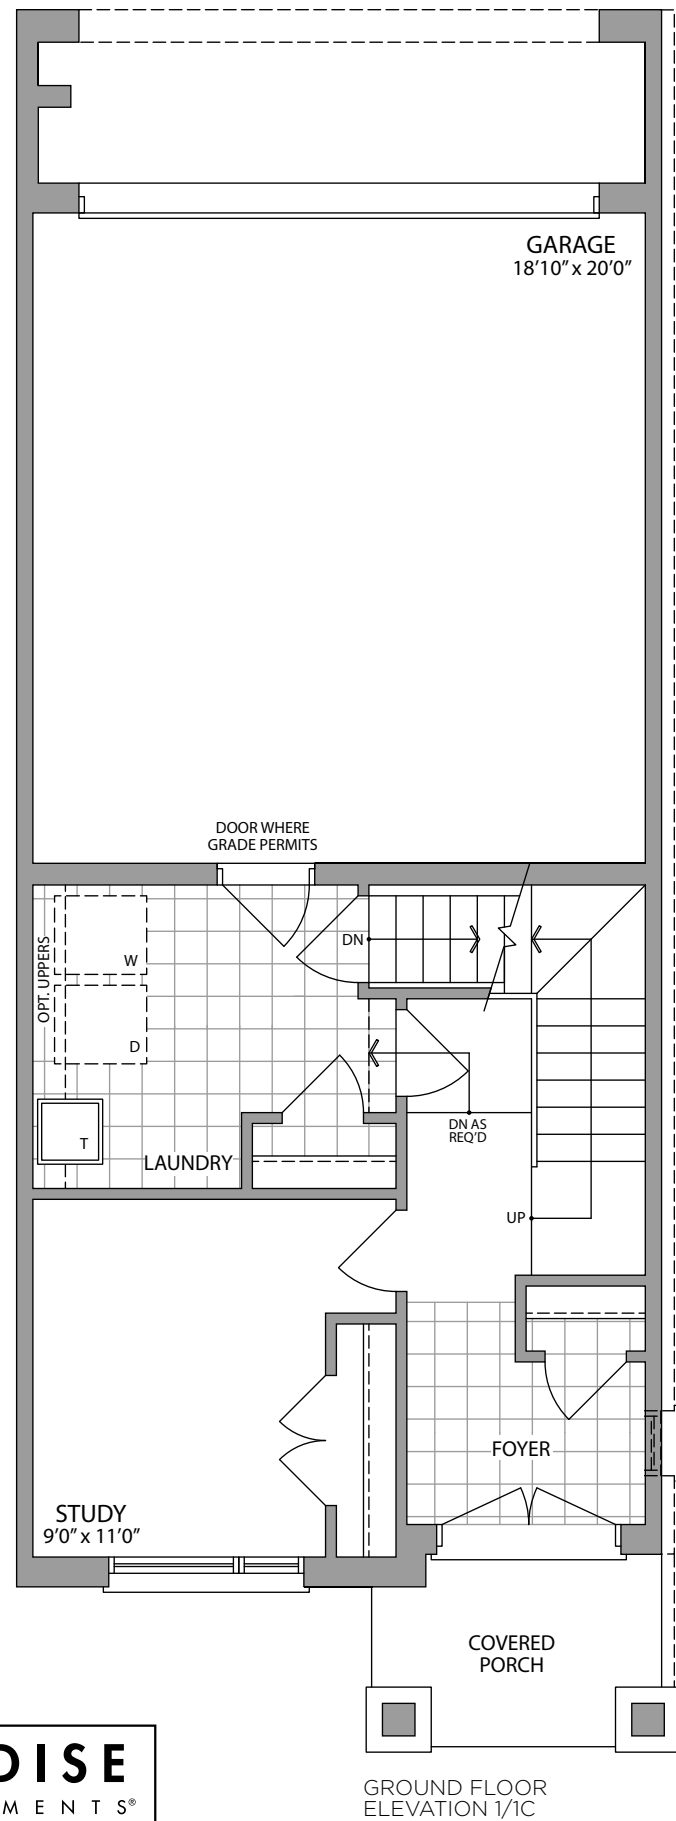 GARAGE
18'10" x 20'0"
DOOR WHERE
GRADE PERMITS
OPT. UPPERS
W
D
T
DN
LAUNDRY
DN AS
REQ'D
UP
FOYER
STUDY
9'0" x 11'0"
COVERED
PORCH
GROUND FLOOR
ELEVATION 1/1C